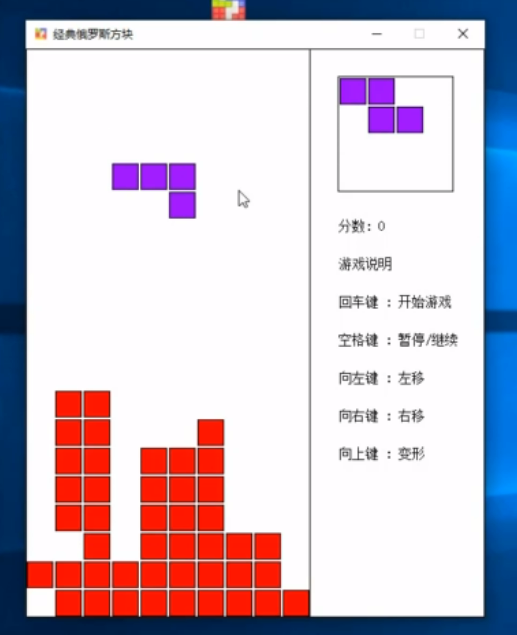 经典俄罗斯方块
分数: 0
游戏说明
回车键 : 开始游戏
空格键 : 暂停/继续
向左键 : 左移
向右键 : 右移
向上键 : 变形